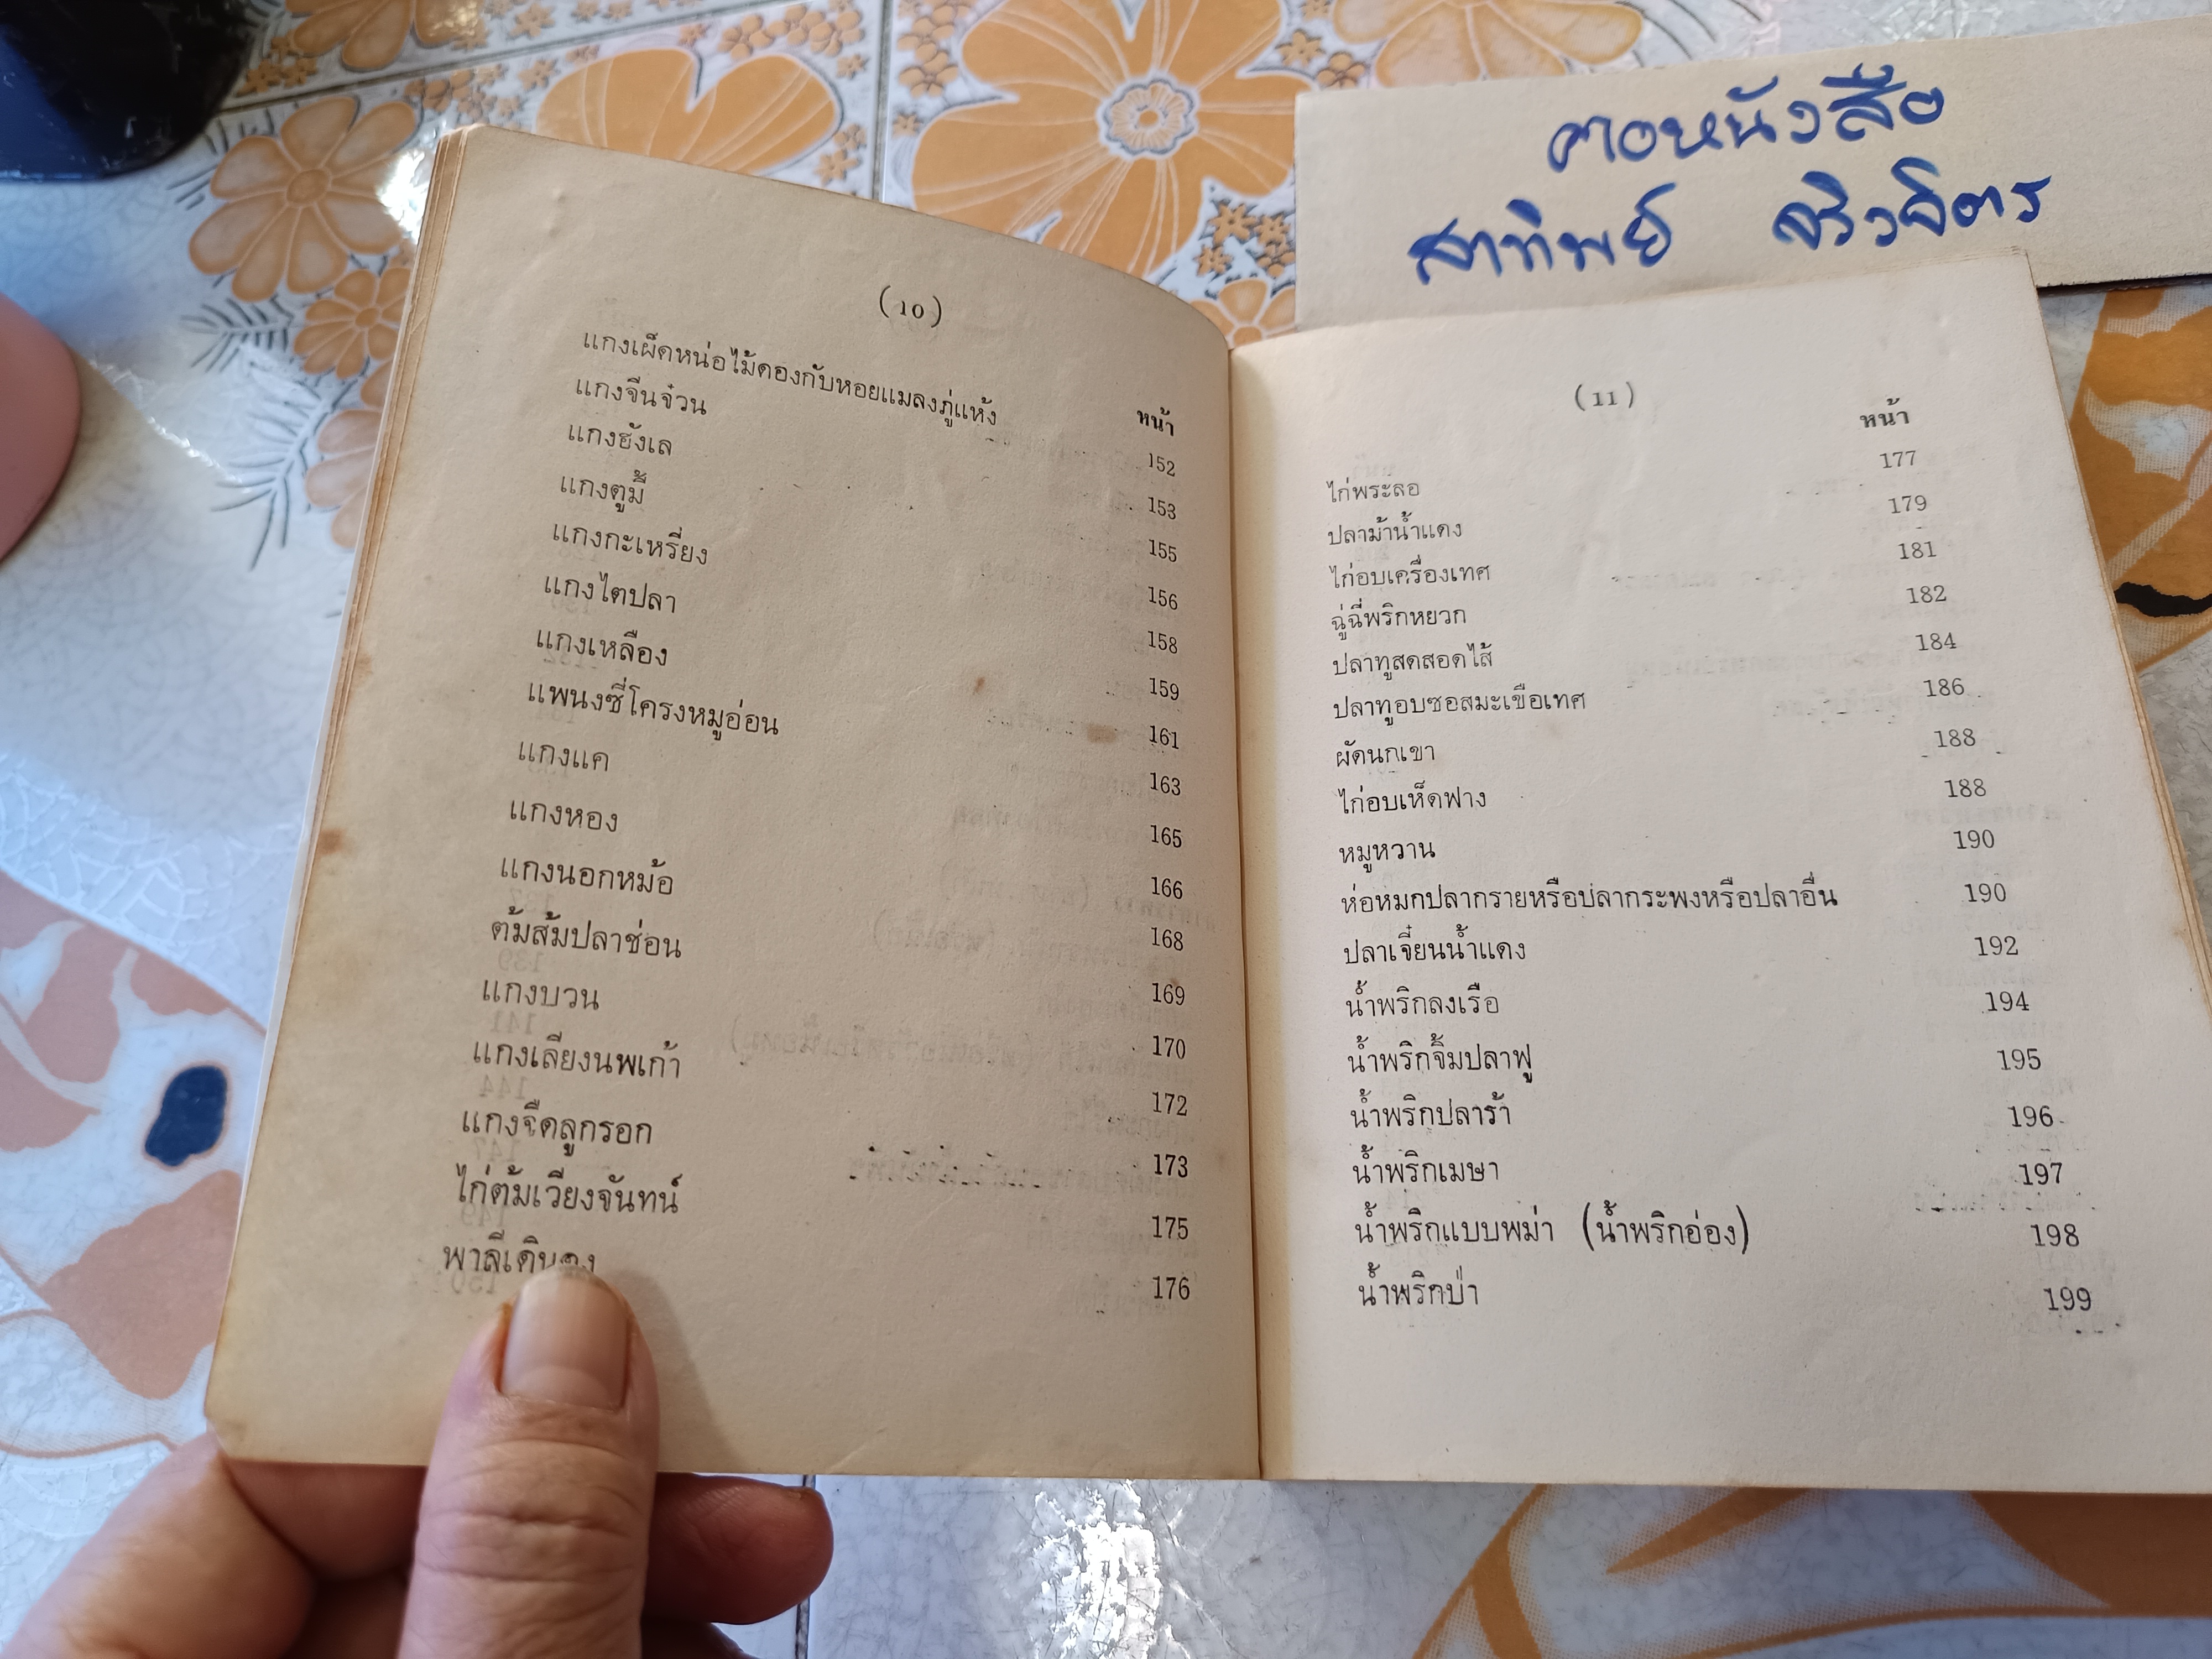 หนังสือ
สาทิพย์
(10)
หน้า
แกงเผ็ดหน่อไม้ดองกับหอยแมลงภู่แห้ง 152
แกงจีนจ๋วน 153
แกงฮังเล 155
แกงตูมี้ 156
แกงกะเหรี่ยง 158
แกงไตปลา 159
แกงเหลือง 161
แพนงซี่โครงหมูอ่อน 163
แกงแค 165
แกงหอง 166
แกงนอกหม้อ 168
ต้มส้มปลาช่อน 169
แกงบวน 170
แกงเลียงนพเก้า 172
แกงจืดลูกรอก 173
ไก่ต้มเวียงจันทน์ 175
176
(11)
หน้า
ไก่พระลอ 177
ปลาม้าน้ำแดง 179
ไก่อบเครื่องเทศ 181
ฉู่ฉี่พริกหยวก 182
ปลาทูสดสอดไส้ 184
ปลาทูอบซอสมะเขือเทศ 186
ผัดนกเขา 188
ไก่อบเห็ดฟาง 188
หมูหวาน 190
ห่อหมกปลากรายหรือปลากระพงหรือปลาอื่น 190
ปลาเจี๋ยนน้ำแดง 192
น้ำพริกลงเรือ 194
น้ำพริกจิ้มปลาฟู 195
น้ำพริกปลาร้า 196
น้ำพริกเมษา 197
น้ำพริกแบบพม่า (น้ำพริกอ่อง) 198
น้ำพริกป่า 199